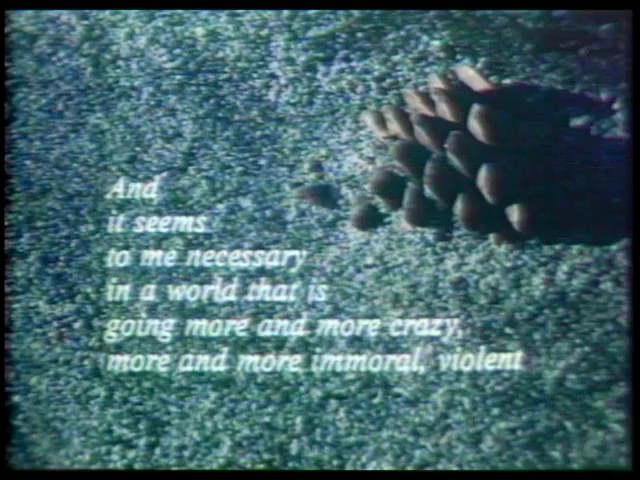 And
it seems
to me necessary
in a world that is
going more and more crazy,
more and more immoral, violent